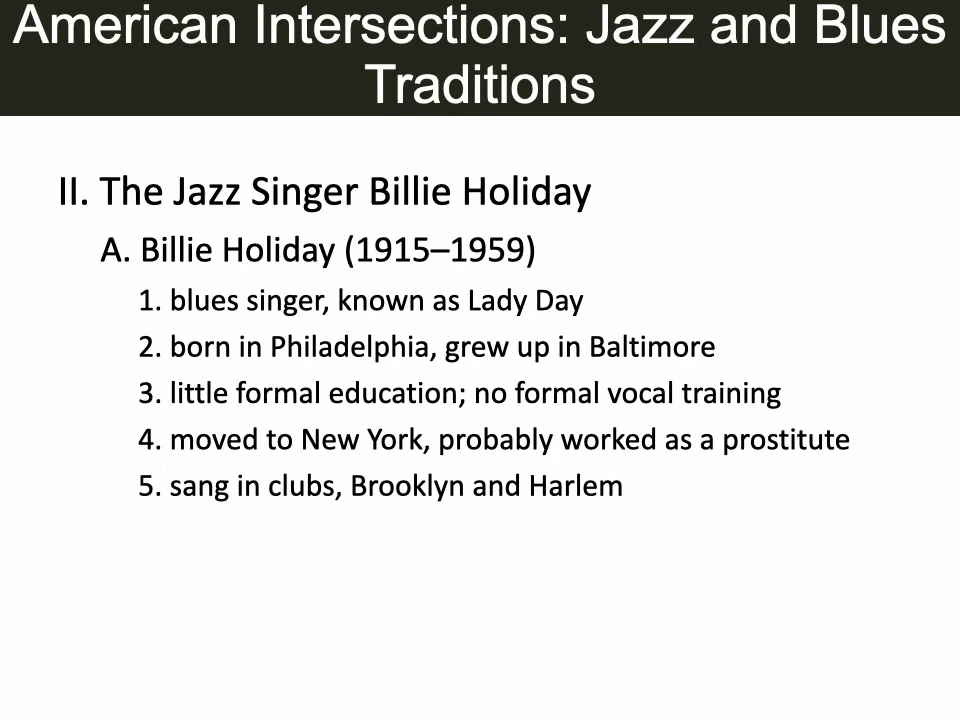 American Intersections: Jazz and Blues
Traditions
II. The Jazz Singer Billie Holiday
A. Billie Holiday (1915–1959)
1. blues singer, known as Lady Day
2. born in Philadelphia, grew up in Baltimore
3. little formal education; no formal vocal training
4. moved to New York, probably worked as a prostitute
5. sang in clubs, Brooklyn and Harlem